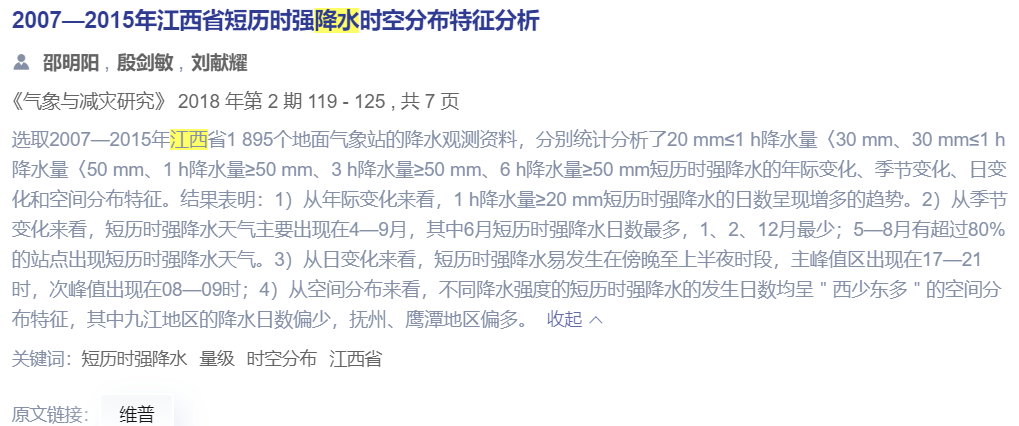 2007—2015年江西省短历时强降水时空分布特征分析
邵明阳 , 殷剑敏 , 刘献耀
《气象与减灾研究》 2018 年第 2 期 119 - 125 , 共 7 页
选取2007—2015年江西省1 895个地面气象站的降水观测资料，分别统计分析了20 mm≤1 h降水量〈30 mm、30 mm≤1 h
降水量〈50 mm、1 h降水量≥50 mm、3 h降水量≥50 mm、6 h降水量≥50 mm短历时强降水的年际变化、季节变化、日变
化和空间分布特征。结果表明：1）从年际变化来看，1 h降水量≥20 mm短历时强降水的日数呈现增多的趋势。2）从季节
变化来看，短历时强降水天气主要出现在4—9月，其中6月短历时强降水日数最多，1、2、12月最少；5—8月有超过80%
的站点出现短历时强降水天气。3）从日变化来看，短历时强降水易发生在傍晚至上半夜时段，主峰值区出现在17—21
时，次峰值出现在08—09时；4）从空间分布来看，不同降水强度的短历时强降水的发生日数均呈＂西少东多＂的空间分
布特征，其中九江地区的降水日数偏少，抚州、鹰潭地区偏多。 收起
关键词： 短历时强降水 量级 时空分布 江西省
原文链接： 维普